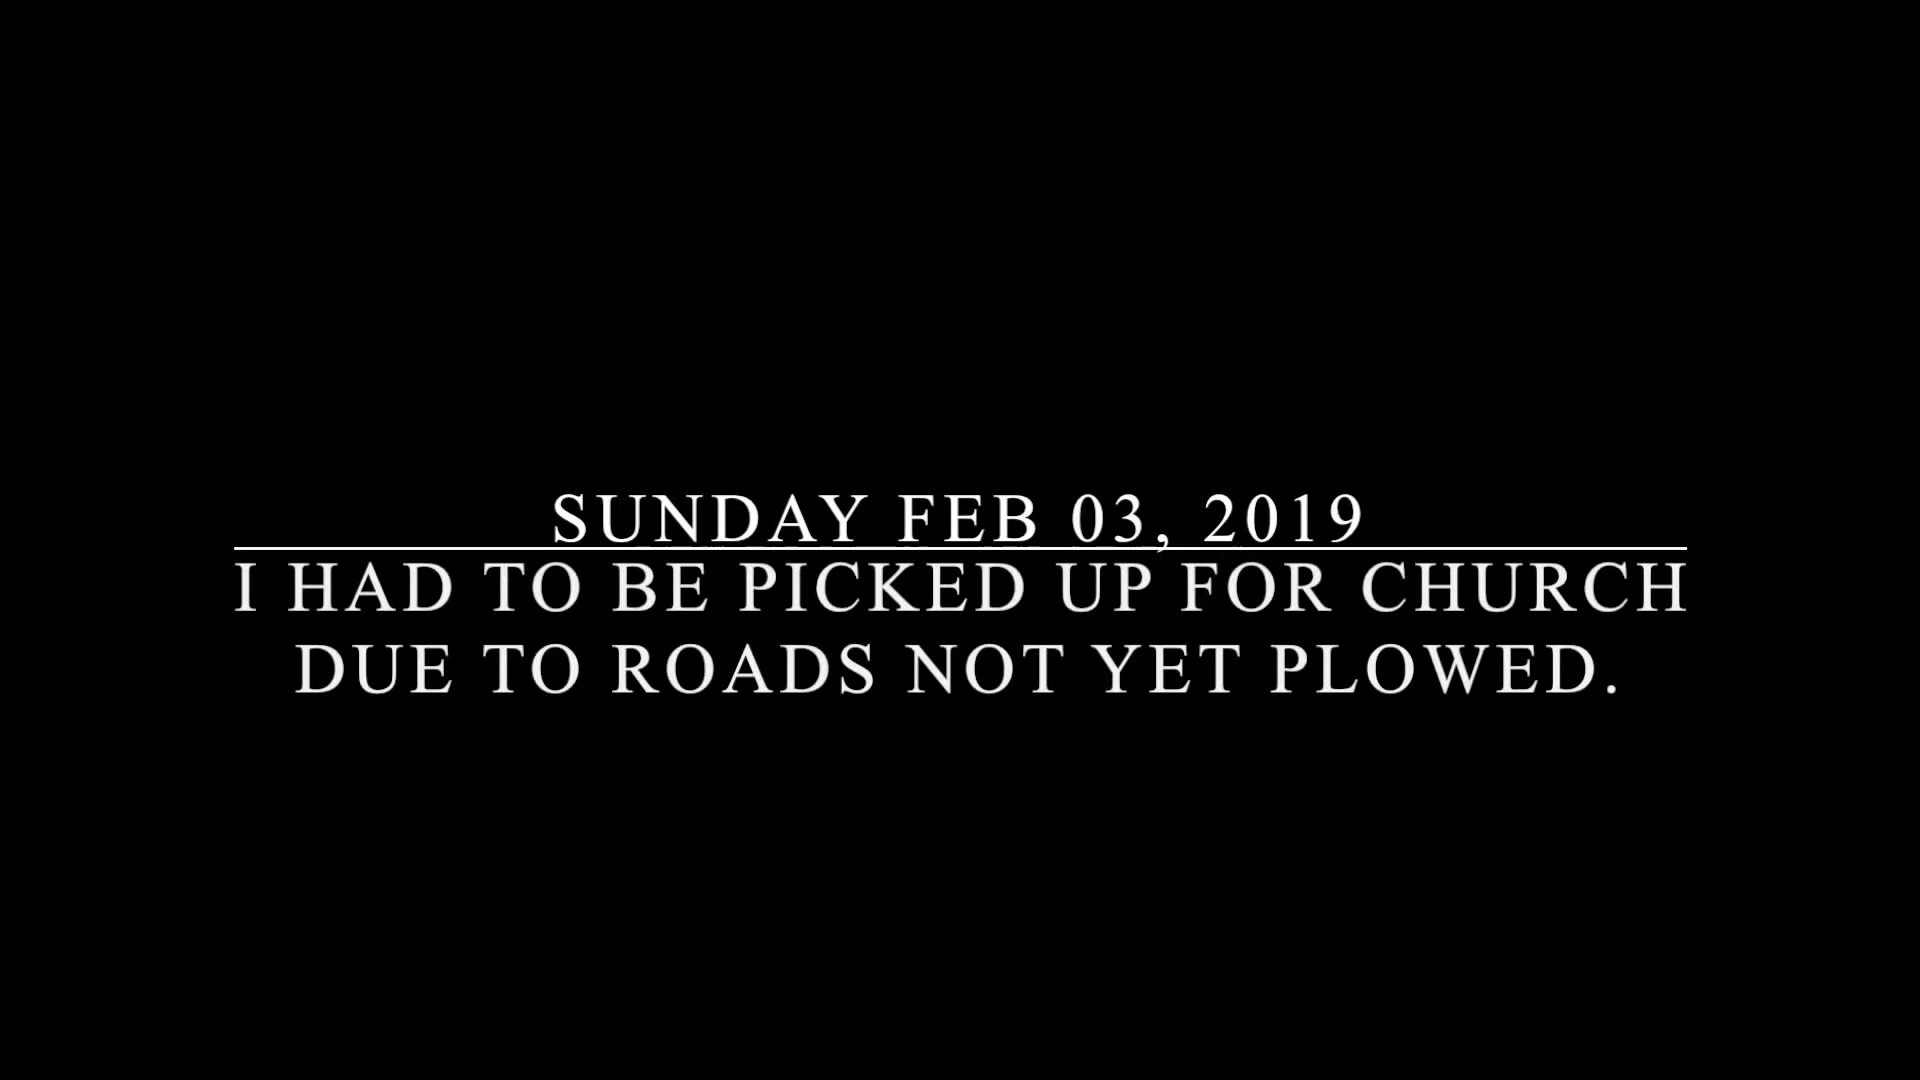 SUNDAY FEB 03, 2019
I HAD TO BE PICKED UP FOR CHURCH
DUE TO ROADS NOT YET PLOWED.